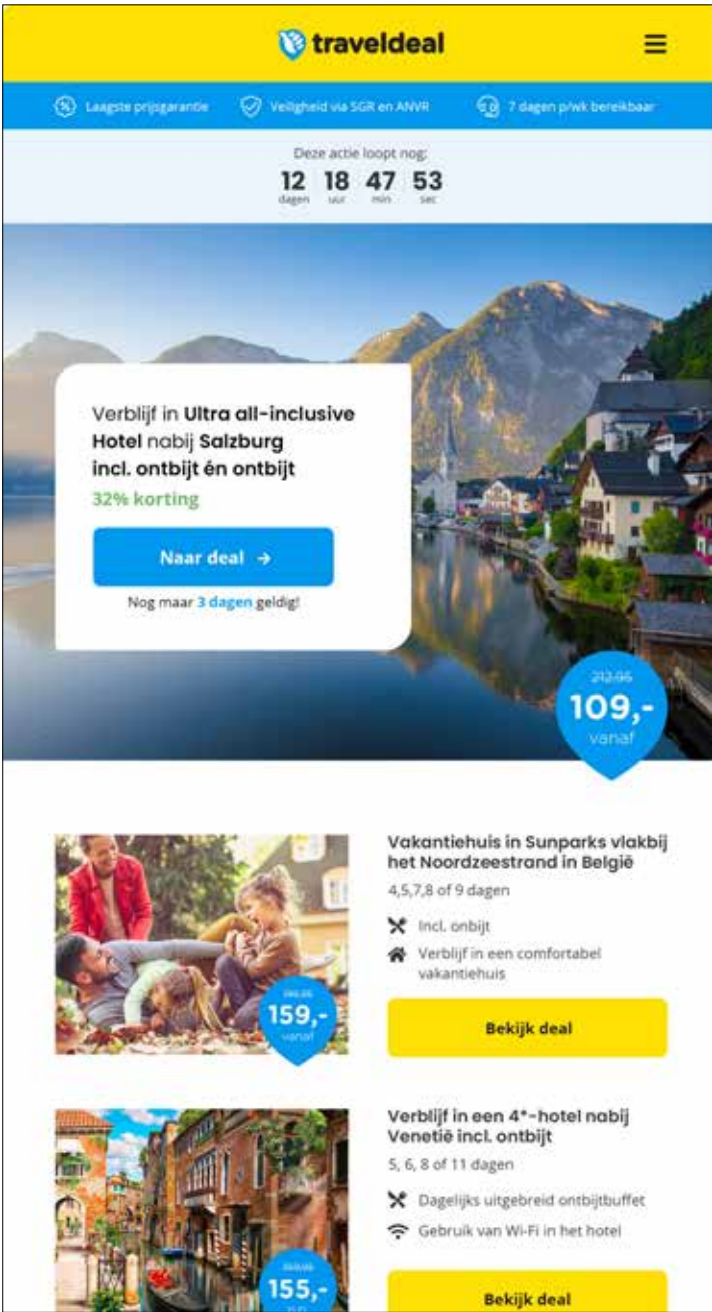 traveldeal
Laagste prijsgarantie
Veiligheid via SGR en ANVR
7 dagen p/wk bereikbaar
Deze actie loopt nog:
12 18 47 53
dagen uur min sec
Verblijf in Ultra all-inclusive
Hotel nabij Salzburg
incl. ontbijt én ontbijt
32% korting
Naar deal →
Nog maar 3 dagen geldig!
212,95
109,-
vanaf
Vakantiehuis in Sunparks vlakbij
het Noordzeestrand in België
4,5,7,8 of 9 dagen
Incl. onbijt
Verblijf in een comfortabel
vakantiehuis
159,-
vanaf
Bekijk deal
Verblijf in een 4*-hotel nabij
Venetië incl. ontbijt
5, 6, 8 of 11 dagen
Dagelijks uitgebreid ontbijtbuffet
Gebruik van Wi-Fi in het hotel
155,-
Bekijk deal